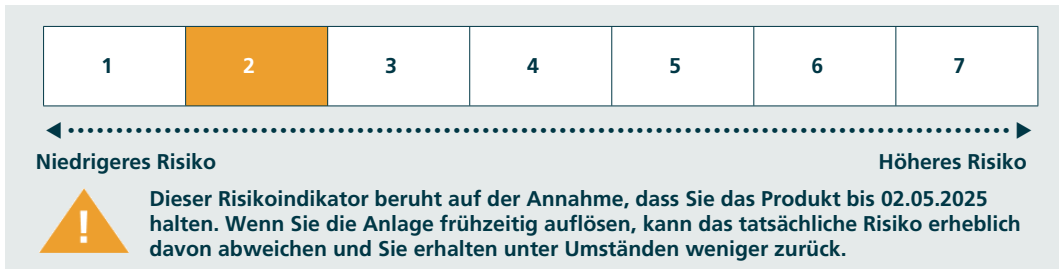 1 2 3 4 5 6 7
Niedrigeres Risiko Höheres Risiko
Dieser Risikoindikator beruht auf der Annahme, dass Sie das Produkt bis 02.05.2025
halten. Wenn Sie die Anlage frühzeitig auflösen, kann das tatsächliche Risiko erheblich
davon abweichen und Sie erhalten unter Umständen weniger zurück.